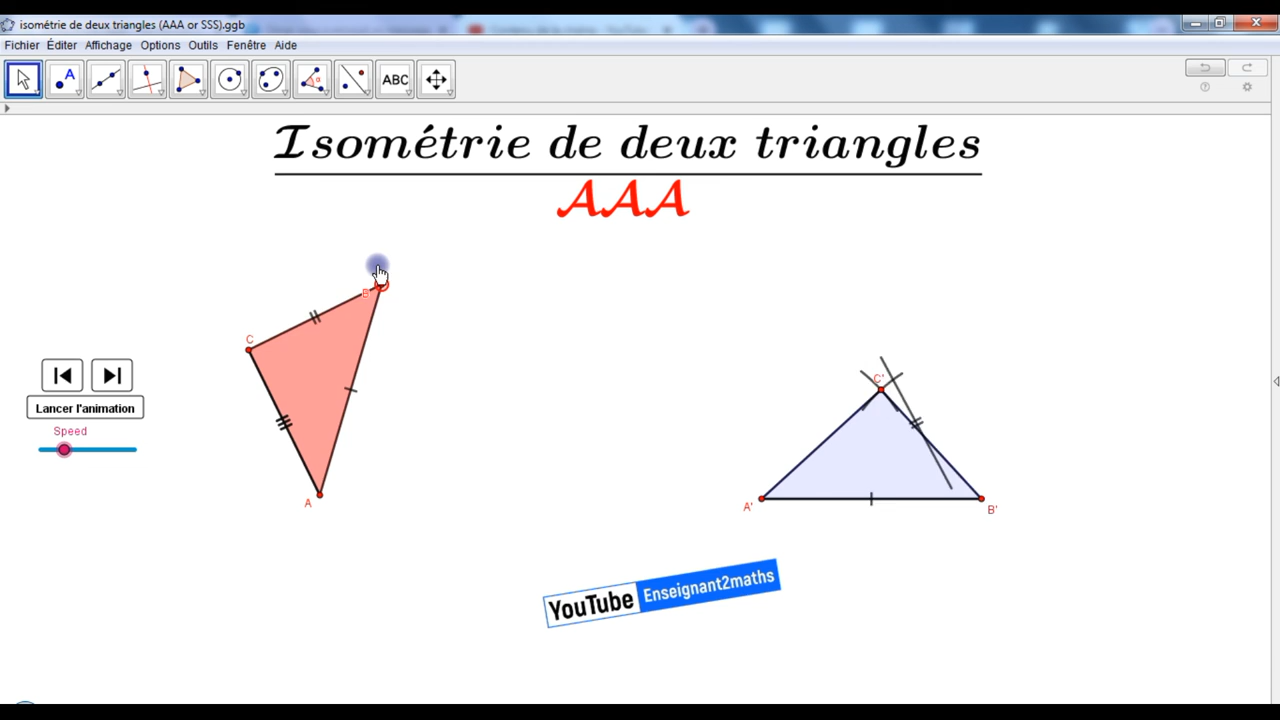 isométrie de deux triangles (AAA or SSS).ggb
Fichier Éditer Affichage Options Outils Fenêtre Aide
A α ABC
Isométrie de deux triangles
AAA
B
C
Lancer l'animation
Speed
A
C'
A'
B'
YouTube Enseignant2maths